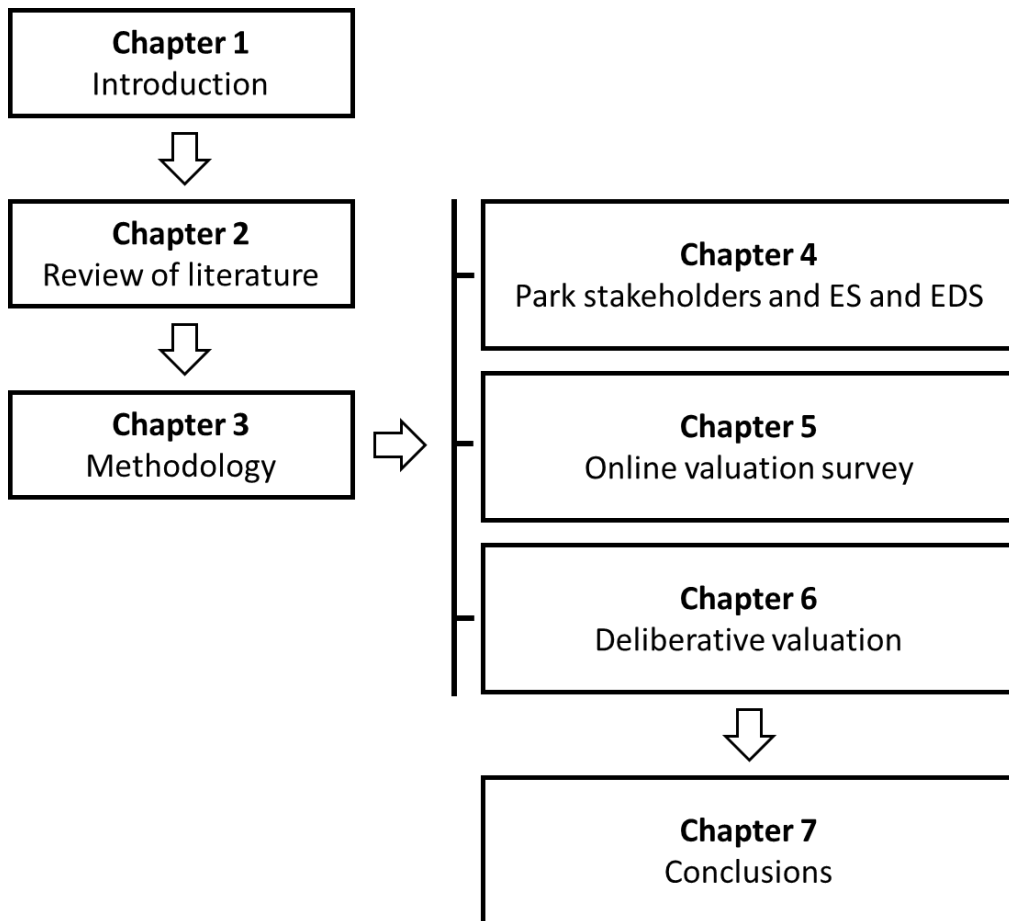 Chapter 1
Introduction
Chapter 2
Review of literature
Chapter 3
Methodology
Chapter 4
Park stakeholders and ES and EDS
Chapter 5
Online valuation survey
Chapter 6
Deliberative valuation
Chapter 7
Conclusions